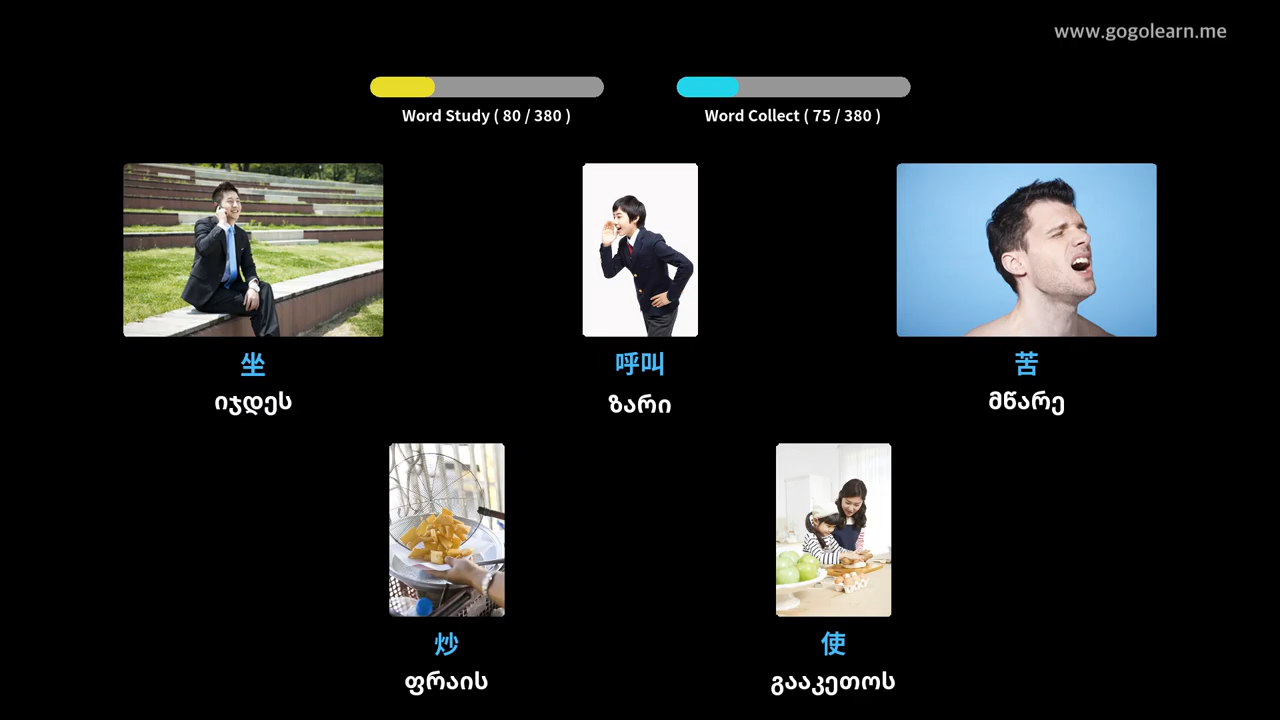 www.gogolearn.me
Word Study ( 80 / 380 )
Word Collect ( 75 / 380 )
坐
იჯდეს
呼叫
ზარი
苦
მწარე
炒
ფრაის
使
გააკეთოს